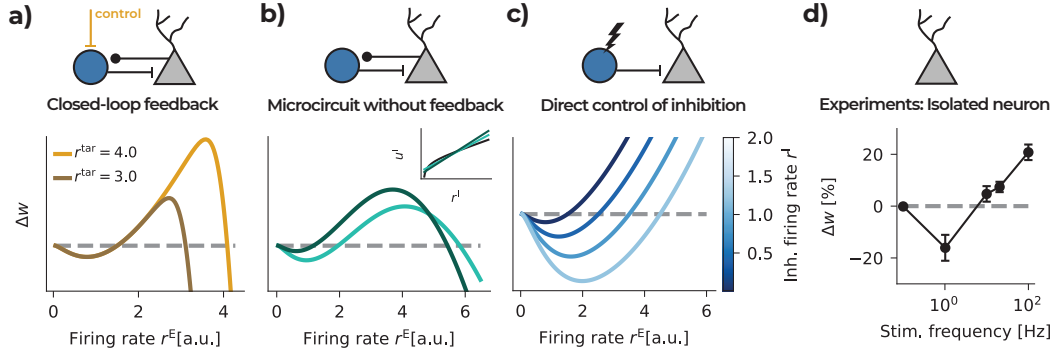 a)
control
Closed-loop feedback
r^tar = 4.0
r^tar = 3.0
Δw
0
2
4
Firing rate r^E[a.u.]
b)
Microcircuit without feedback
u^I
r^I
0
2
4
6
Firing rate r^E[a.u.]
c)
Direct control of inhibition
0
2
4
6
Firing rate r^E[a.u.]
2.0
1.5
1.0
0.5
Inh. firing rate r^I
d)
Experiments: Isolated neuron
Δw [%]
20
0
−20
10^0
10^2
Stim. frequency [Hz]